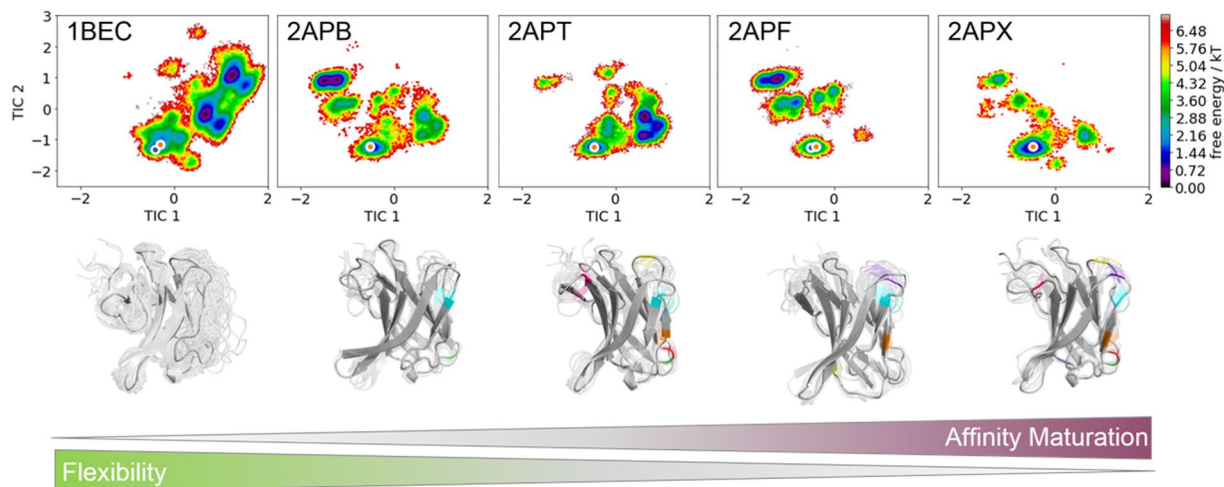 1BEC 2APB 2APT 2APF 2APX
3
2
1
0
−1
−2
TIC 2
6.48
5.76
5.04
4.32
3.60
2.88
2.16
1.44
0.72
0.00
free energy / kT
−2 0 2 −2 0 2 −2 0 2 −2 0 2 −2 0 2
TIC 1 TIC 1 TIC 1 TIC 1 TIC 1
Affinity Maturation
Flexibility